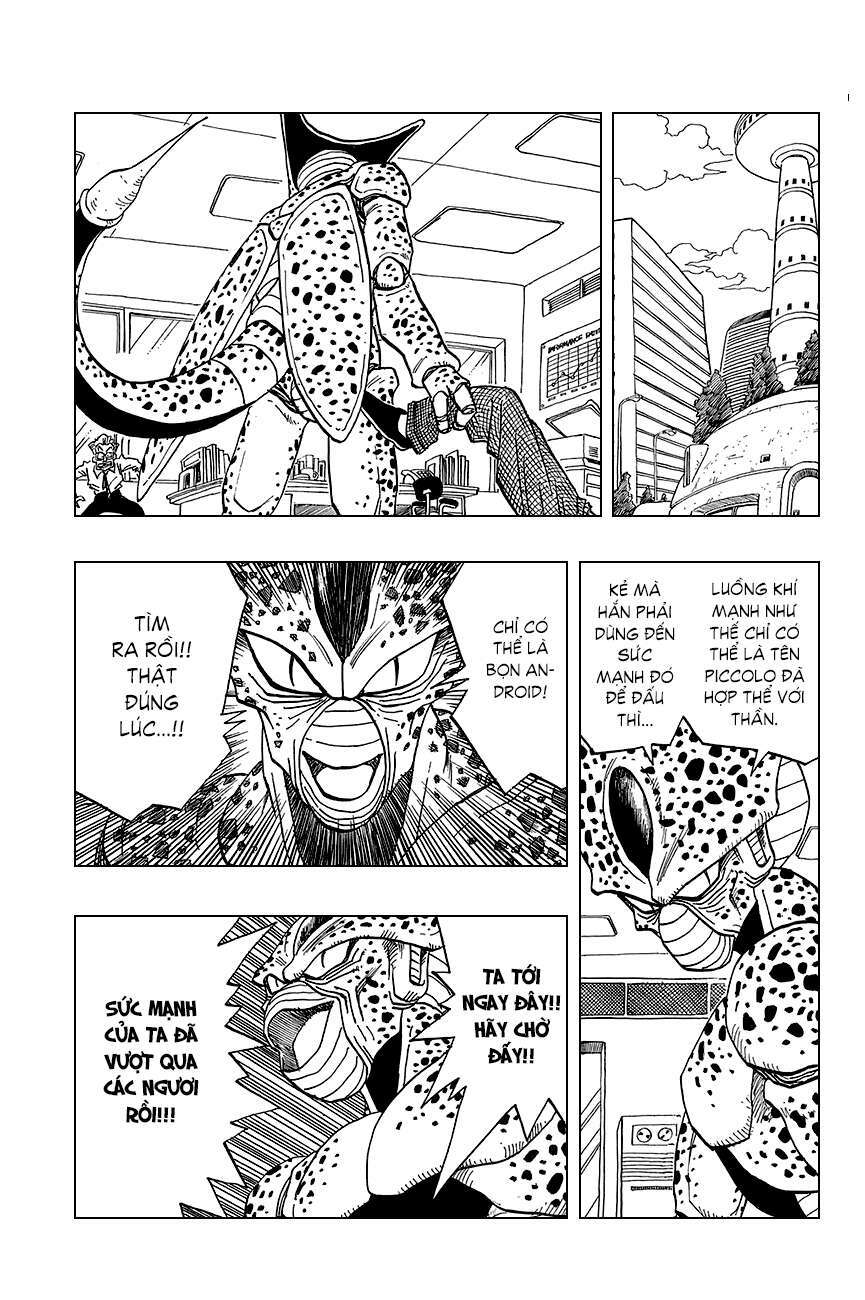 INFORMANCE RATE
LUỒNG KHÍ
MẠNH NHƯ
THẾ CHỈ CÓ
THỂ LÀ TÊN
PICCOLO ĐÃ
HỢP THỂ VỚI
THẦN.
KẺ MÀ
HẮN PHẢI
DÙNG ĐẾN
SỨC
MẠNH ĐÓ
ĐỂ ĐẤU
THÌ...
CHỈ CÓ
THỂ LÀ
BỌN AN-
DROID!
TÌM
RA RỒI!!
THẬT
ĐÚNG
LÚC...!!
TA TỚI
NGAY ĐÂY!!
HÃY CHỜ
ĐẤY!!
SỨC MẠNH
CỦA TA ĐÃ
VƯỢT QUA
CÁC NGƯƠI
RỒI!!!